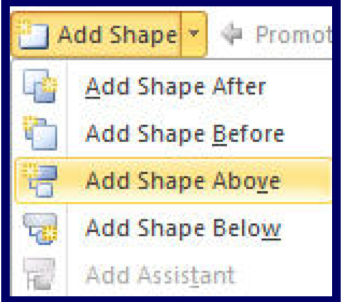 Add Shape Promot
Add Shape After
Add Shape Before
Add Shape Above
Add Shape Below
Add Assistant